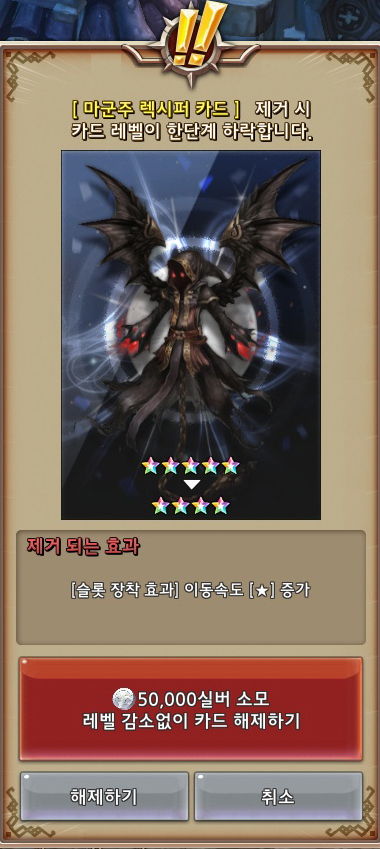 [ 마군주 렉시퍼 카드 ] 제거 시
카드 레벨이 한단계 하락합니다.
제거 되는 효과
[슬롯 장착 효과] 이동속도 [★] 증가
50,000실버 소모
레벨 감소없이 카드 해제하기
해제하기
취소